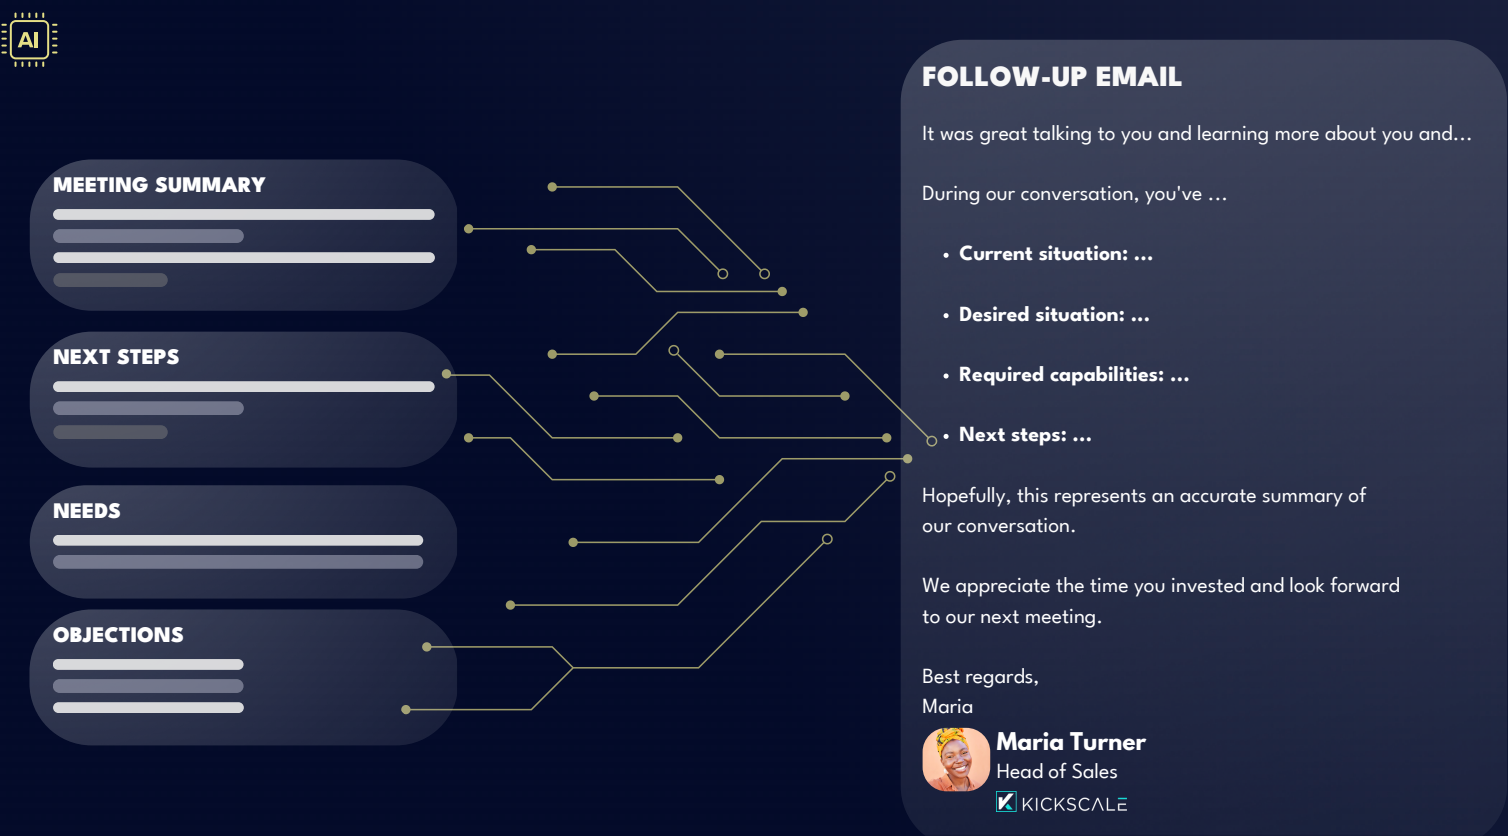 AI
MEETING SUMMARY
NEXT STEPS
NEEDS
OBJECTIONS
FOLLOW-UP EMAIL
It was great talking to you and learning more about you and...
During our conversation, you've ...
• Current situation: ...
• Desired situation: ...
• Required capabilities: ...
• Next steps: ...
Hopefully, this represents an accurate summary of
our conversation.
We appreciate the time you invested and look forward
to our next meeting.
Best regards,
Maria
Maria Turner
Head of Sales
KICKSCALE